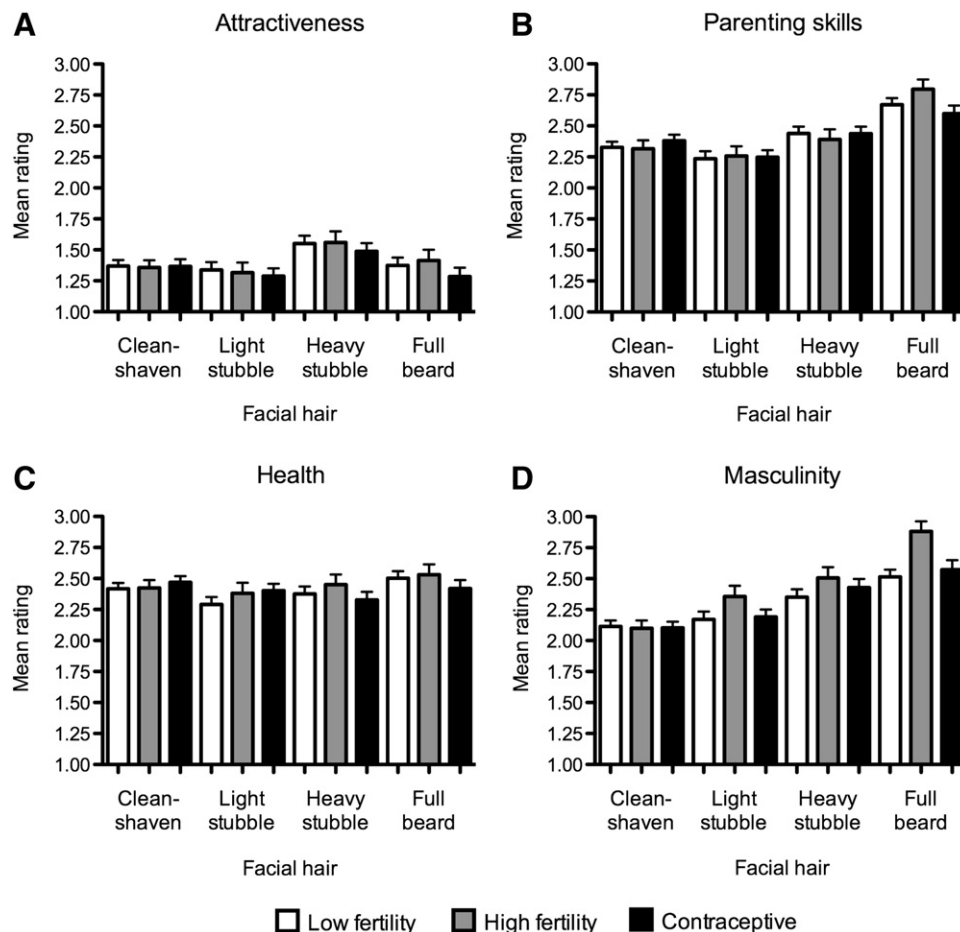 A
Attractiveness
Mean rating
3.00
2.75
2.50
2.25
2.00
1.75
1.50
1.25
1.00
Clean-
shaven
Light
stubble
Heavy
stubble
Full
beard
Facial hair
B
Parenting skills
Mean rating
3.00
2.75
2.50
2.25
2.00
1.75
1.50
1.25
1.00
Clean-
shaven
Light
stubble
Heavy
stubble
Full
beard
Facial hair
C
Health
Mean rating
3.00
2.75
2.50
2.25
2.00
1.75
1.50
1.25
1.00
Clean-
shaven
Light
stubble
Heavy
stubble
Full
beard
Facial hair
D
Masculinity
Mean rating
3.00
2.75
2.50
2.25
2.00
1.75
1.50
1.25
1.00
Clean-
shaven
Light
stubble
Heavy
stubble
Full
beard
Facial hair
Low fertility
High fertility
Contraceptive